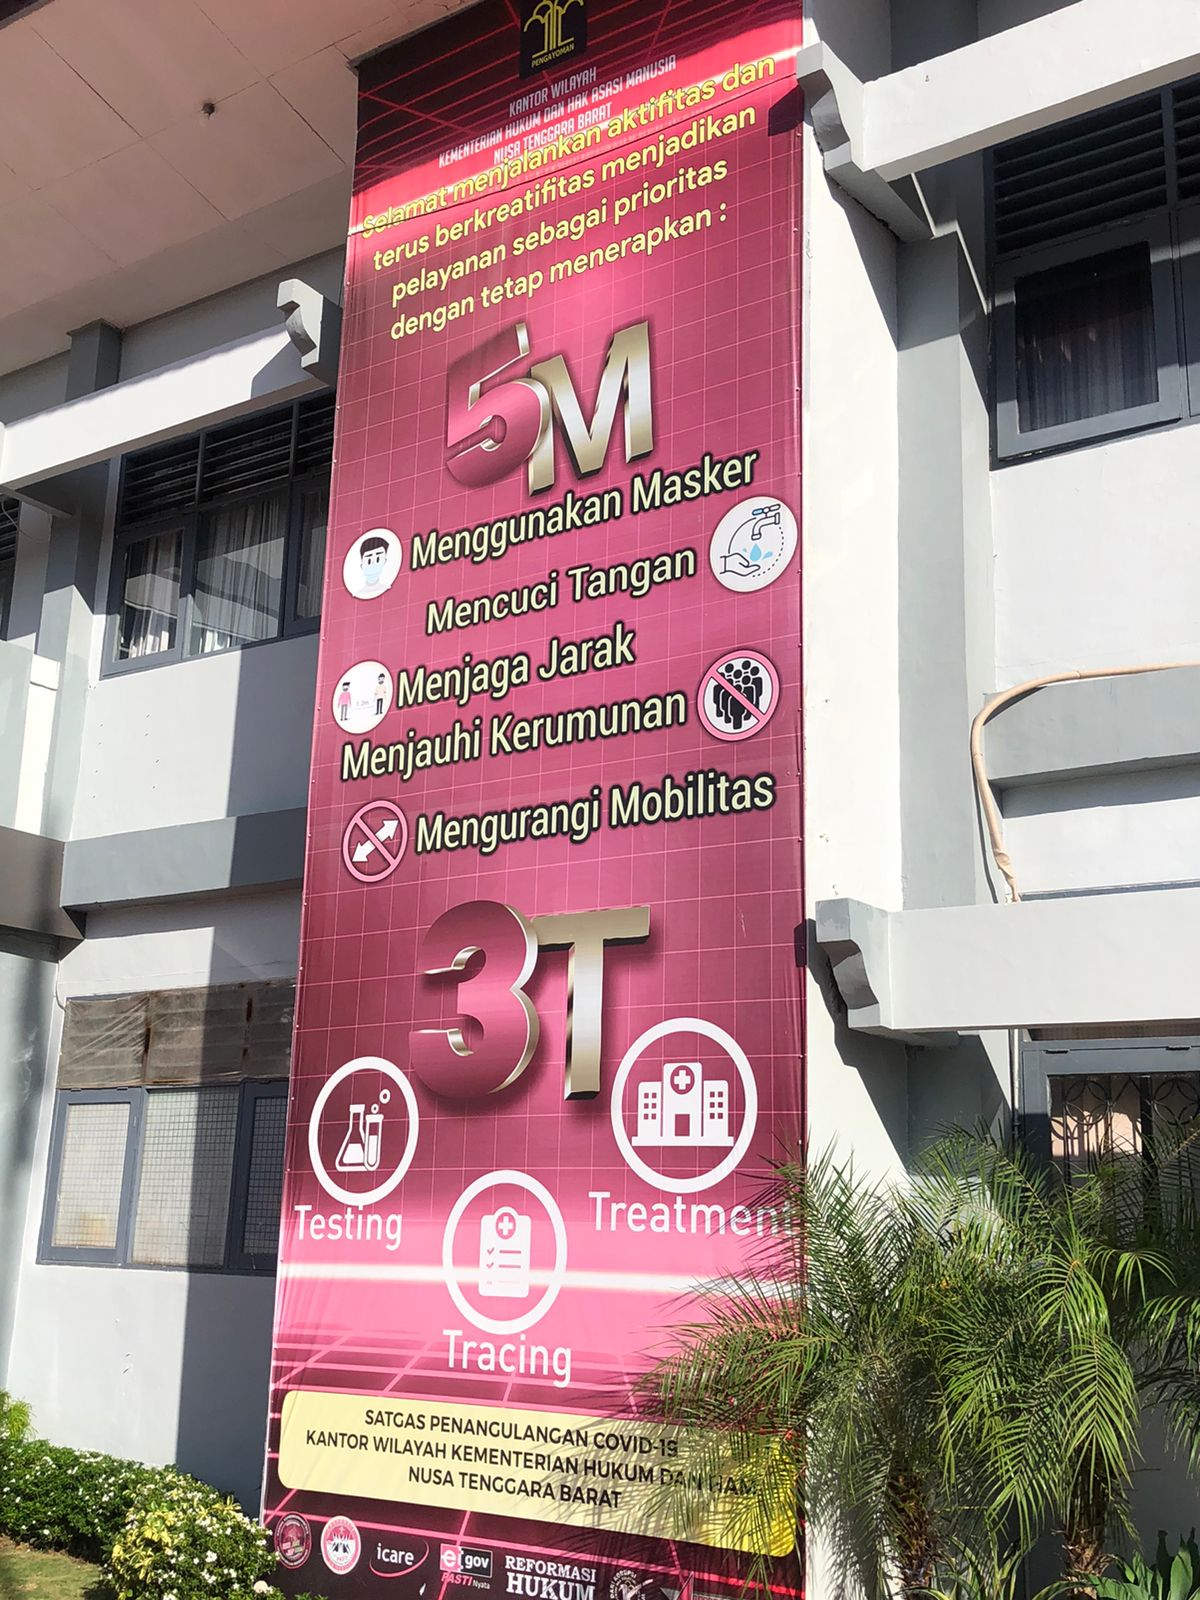 PENGAYOMAN
KANTOR WILAYAH
KEMENTERIAN HUKUM DAN HAK ASASI MANUSIA
NUSA TENGGARA BARAT
Selamat menjalankan aktifitas dan
terus berkreatifitas menjadikan
pelayanan sebagai prioritas
dengan tetap menerapkan :
5M
Menggunakan Masker
Mencuci Tangan
Menjaga Jarak
Menjauhi Kerumunan
Mengurangi Mobilitas
3T
Testing
Treatment
Tracing
SATGAS PENANGULANGAN COVID-19
KANTOR WILAYAH KEMENTERIAN HUKUM DAN HAM
NUSA TENGGARA BARAT
icare
e gov
PASTI Nyata
REFORMASI
HUKUM